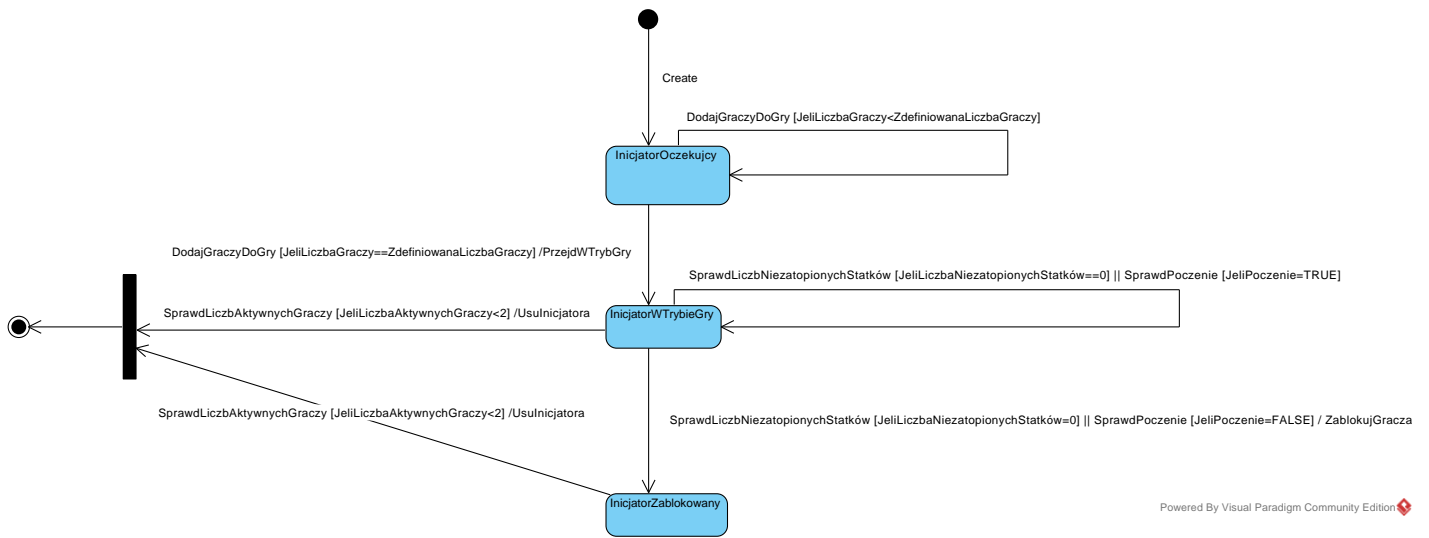 Create
DodajGraczyDoGry [JeliLiczbaGraczy<ZdefiniowanaLiczbaGraczy]
InicjatorOczekujcy
DodajGraczyDoGry [JeliLiczbaGraczy==ZdefiniowanaLiczbaGraczy] /PrzejdWTrybGry
SprawdLiczbNiezatopionychStatków [JeliLiczbaNiezatopionychStatków==0] || SprawdPoczenie [JeliPoczenie=TRUE]
SprawdLiczbAktywnychGraczy [JeliLiczbaAktywnychGraczy<2] /UsuInicjatora
InicjatorWTrybieGry
SprawdLiczbAktywnychGraczy [JeliLiczbaAktywnychGraczy<2] /UsuInicjatora
SprawdLiczbNiezatopionychStatków [JeliLiczbaNiezatopionychStatków=0] || SprawdPoczenie [JeliPoczenie=FALSE] / ZablokujGracza
InicjatorZablokowany
Powered By Visual Paradigm Community Edition